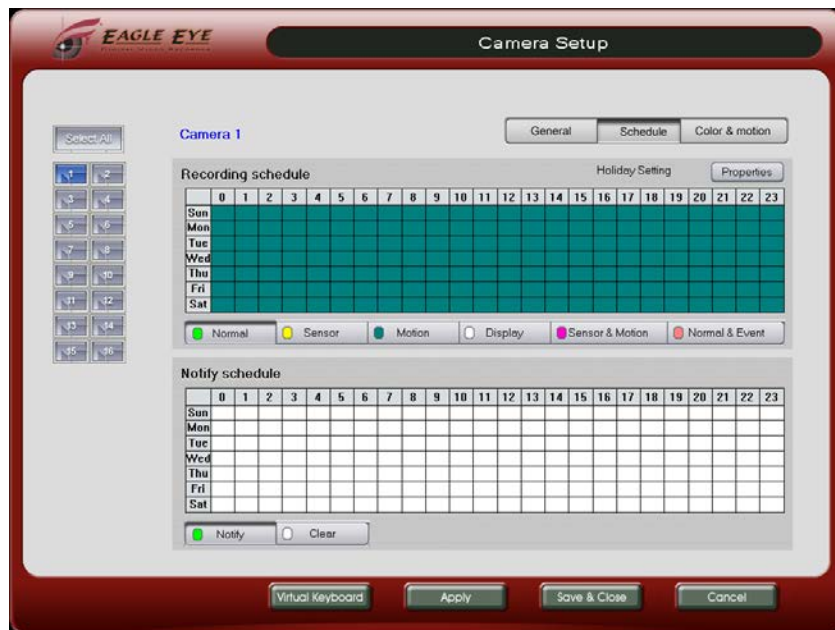 EAGLE EYE
DIGITAL VIDEO RECORDER
Camera Setup
Select All
Camera 1
General Schedule Color & motion
1 2
3 4
5 6
7 8
9 10
11 12
13 14
15 16
Recording schedule Holiday Setting Properties
0 1 2 3 4 5 6 7 8 9 10 11 12 13 14 15 16 17 18 19 20 21 22 23
Sun
Mon
Tue
Wed
Thu
Fri
Sat
Normal Sensor Motion Display Sensor & Motion Normal & Event
Notify schedule
0 1 2 3 4 5 6 7 8 9 10 11 12 13 14 15 16 17 18 19 20 21 22 23
Sun
Mon
Tue
Wed
Thu
Fri
Sat
Notify Clear
Virtual Keyboard Apply Save & Close Cancel